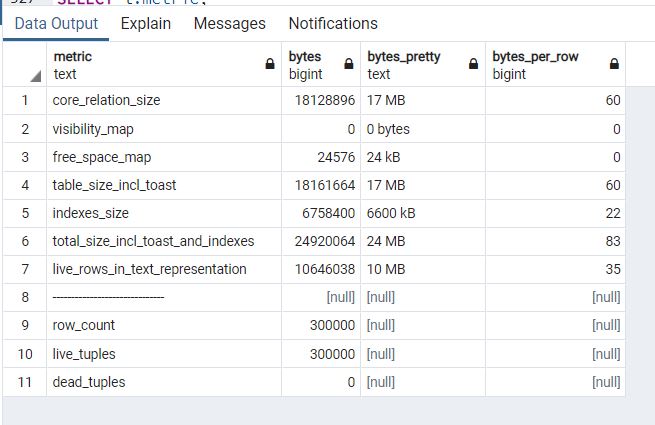 Data Output Explain Messages Notifications
metric bytes bytes_pretty bytes_per_row
text bigint text bigint
1 core_relation_size 18128896 17 MB 60
2 visibility_map 0 0 bytes 0
3 free_space_map 24576 24 kB 0
4 table_size_incl_toast 18161664 17 MB 60
5 indexes_size 6758400 6600 kB 22
6 total_size_incl_toast_and_indexes 24920064 24 MB 83
7 live_rows_in_text_representation 10646038 10 MB 35
8 ------------------------------ [null] [null] [null]
9 row_count 300000 [null] [null]
10 live_tuples 300000 [null] [null]
11 dead_tuples 0 [null] [null]